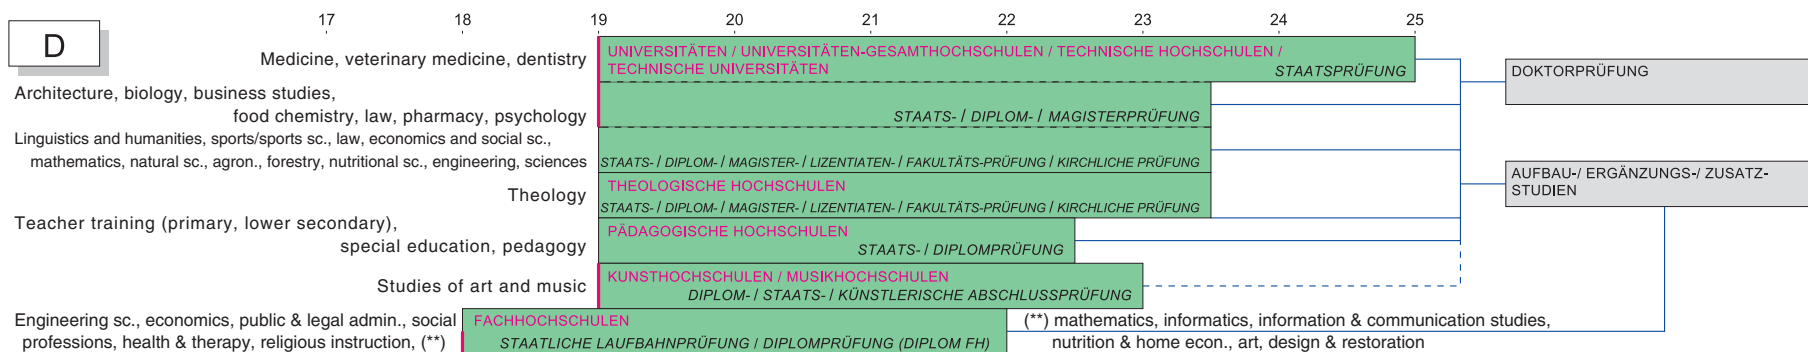 17 18 19 20 21 22 23 24 25
D
Medicine, veterinary medicine, dentistry
UNIVERSITÄTEN / UNIVERSITÄTEN-GESAMTHOCHSCHULEN / TECHNISCHE HOCHSCHULEN /
TECHNISCHE UNIVERSITÄTEN
STAATSPRÜFUNG
DOKTORPRÜFUNG
Architecture, biology, business studies,
food chemistry, law, pharmacy, psychology
STAATS- / DIPLOM- / MAGISTERPRÜFUNG
Linguistics and humanities, sports/sports sc., law, economics and social sc.,
mathematics, natural sc., agron., forestry, nutritional sc., engineering, sciences
STAATS- / DIPLOM- / MAGISTER- / LIZENTIATEN- / FAKULTÄTS-PRÜFUNG / KIRCHLICHE PRÜFUNG
AUFBAU-/ ERGÄNZUNGS-/ ZUSATZ-
STUDIEN
Theology
THEOLOGISCHE HOCHSCHULEN
STAATS- / DIPLOM- / MAGISTER- / LIZENTIATEN- / FAKULTÄTS-PRÜFUNG / KIRCHLICHE PRÜFUNG
Teacher training (primary, lower secondary),
special education, pedagogy
PÄDAGOGISCHE HOCHSCHULEN
STAATS- / DIPLOMPRÜFUNG
Studies of art and music
KUNSTHOCHSCHULEN / MUSIKHOCHSCHULEN
DIPLOM- / STAATS- / KÜNSTLERISCHE ABSCHLUSSPRÜFUNG
Engineering sc., economics, public & legal admin., social
professions, health & therapy, religious instruction, (**)
FACHHOCHSCHULEN
STAATLICHE LAUFBAHNPRÜFUNG / DIPLOMPRÜFUNG (DIPLOM FH)
(**) mathematics, informatics, information & communication studies,
nutrition & home econ., art, design & restoration